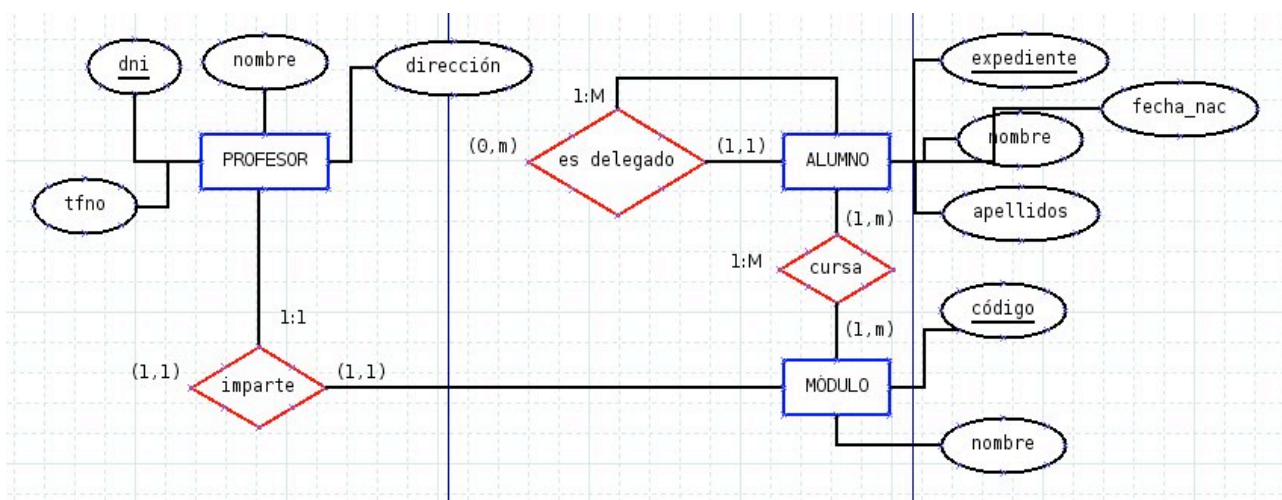 dni
nombre
dirección
tfno
PROFESOR
1:1
(1,1)
imparte
(1,1)
1:M
(0,m)
es delegado
(1,1)
ALUMNO
expediente
fecha_nac
nombre
apellidos
(1,m)
1:M
cursa
(1,m)
código
MÓDULO
nombre